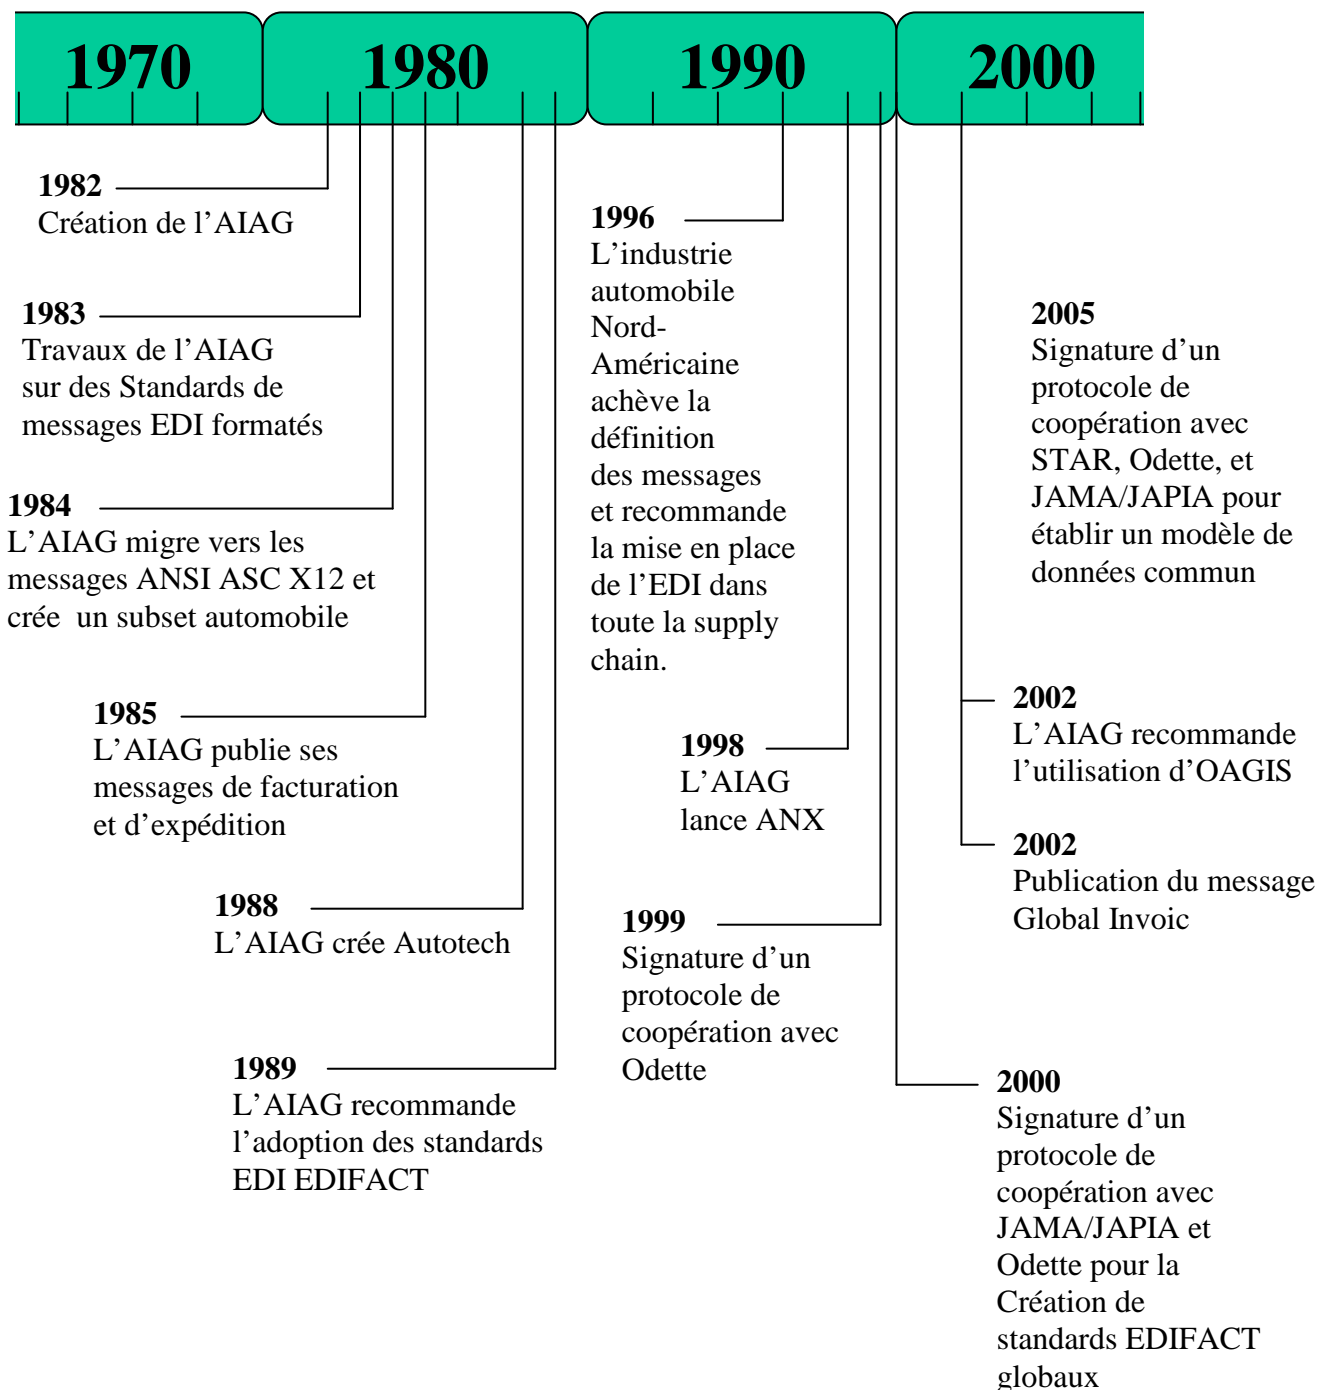 1970 1980 1990 2000
1982
Création de l’AIAG
1983
Travaux de l’AIAG
sur des Standards de
messages EDI formatés
1984
L’AIAG migre vers les
messages ANSI ASC X12 et
crée un subset automobile
1985
L’AIAG publie ses
messages de facturation
et d’expédition
1988
L’AIAG crée Autotech
1989
L’AIAG recommande
l’adoption des standards
EDI EDIFACT
1996
L’industrie
automobile
Nord-
Américaine
achève la
définition
des messages
et recommande
la mise en place
de l’EDI dans
toute la supply
chain.
1998
L’AIAG
lance ANX
1999
Signature d’un
protocole de
coopération avec
Odette
2005
Signature d’un
protocole de
coopération avec
STAR, Odette, et
JAMA/JAPIA pour
établir un modèle de
données commun
2002
L’AIAG recommande
l’utilisation d’OAGIS
2002
Publication du message
Global Invoic
2000
Signature d’un
protocole de
coopération avec
JAMA/JAPIA et
Odette pour la
Création de
standards EDIFACT
globaux